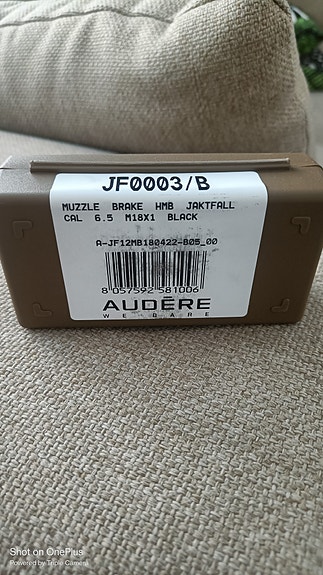 JF0003/B
MUZZLE BRAKE HMB JAKTFALL
CAL 6.5 M18X1 BLACK
A-JF12MB180422-B05_00
8 057592 581006
AUDĒRE
WE DARE
Shot on OnePlus
Powered by Triple Camera